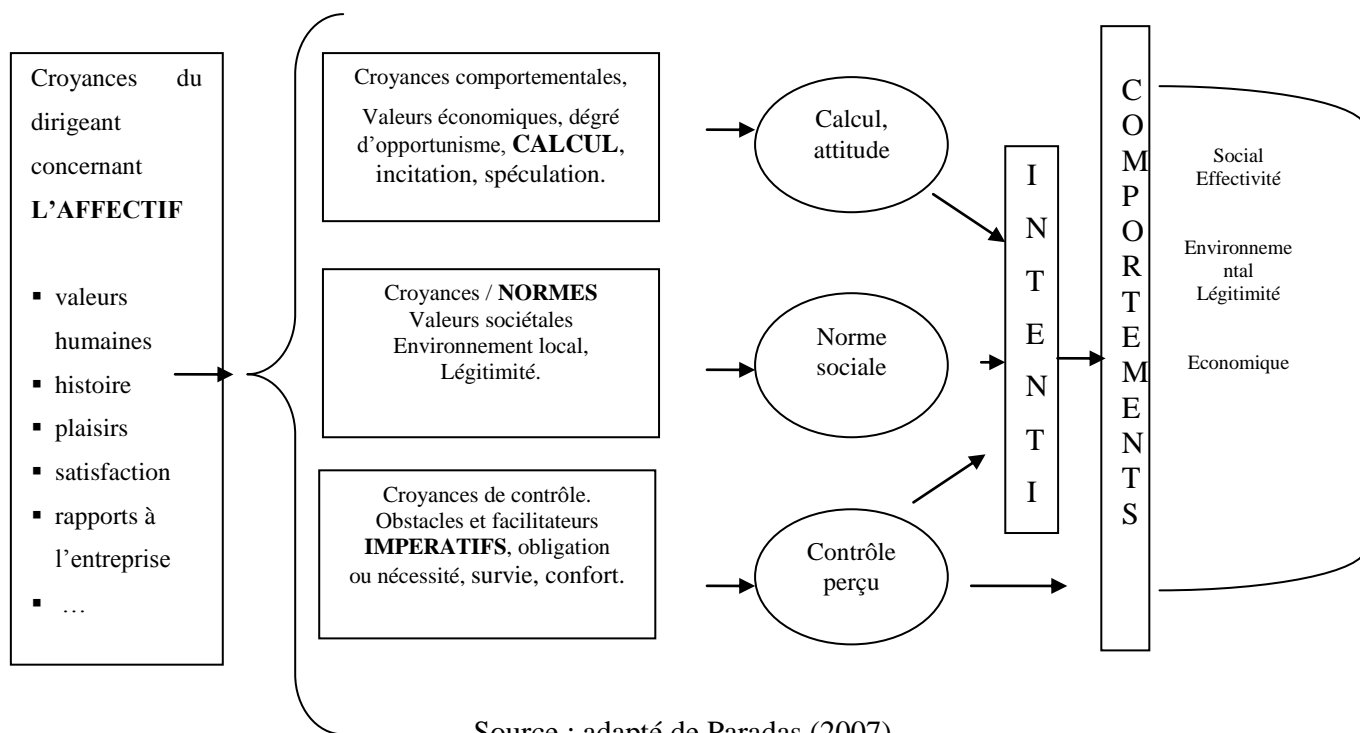 Croyances du
dirigeant
concernant
L'AFFECTIF
▪ valeurs
humaines
▪ histoire
▪ plaisirs
▪ satisfaction
▪ rapports à
l'entreprise
▪ …
Croyances comportementales,
Valeurs économiques, dégré
d'opportunisme, CALCUL,
incitation, spéculation.
Croyances / NORMES
Valeurs sociétales
Environnement local,
Légitimité.
Croyances de contrôle.
Obstacles et facilitateurs
IMPERATIFS, obligation
ou nécessité, survie, confort.
Calcul,
attitude
Norme
sociale
Contrôle
perçu
I
N
T
E
N
T
I
C
O
M
P
O
R
T
E
M
E
N
T
S
Social
Effectivité
Environneme
ntal
Légitimité
Economique
Source : adapté de Paradas (2007)